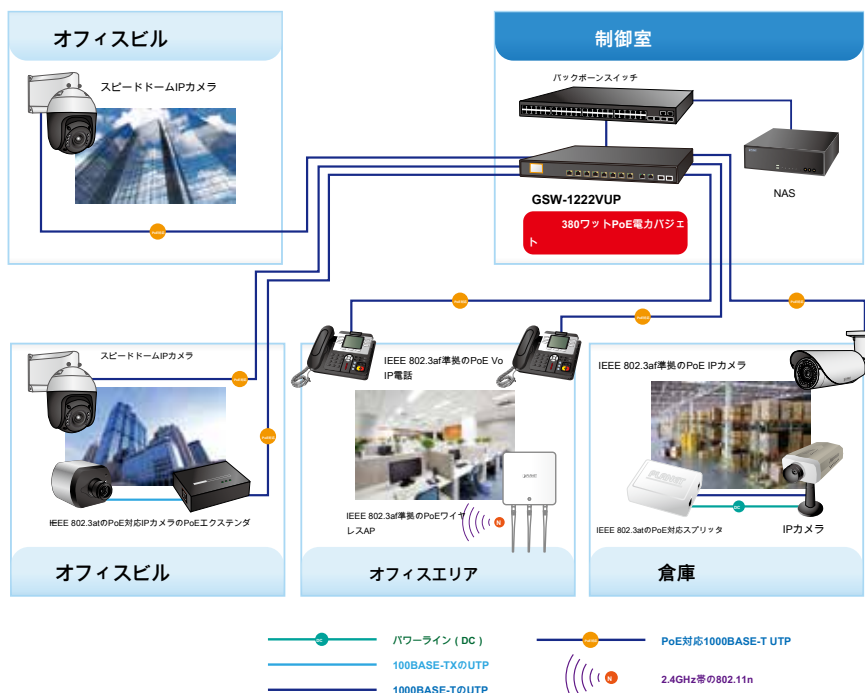 オフィスビル
スピードドームIPカメラ
制御室
バックボーンスイッチ
NAS
GSW-1222VUP
380ワットPoE電力バジェ
ト
スピードドームIPカメラ
IEEE 802.3atのPoE対応IPカメラのPoEエクステンダ
オフィスビル
IEEE 802.3af準拠のPoE Vo
IP電話
IEEE 802.3af準拠のPoEワイヤ
レスAP
N
オフィスエリア
IEEE 802.3af準拠のPoE IPカメラ
PLANET
DC
IEEE 802.3atのPoE対応スプリッタ
IPカメラ
倉庫
DC
パワーライン ( DC )
100BASE-TXのUTP
1000BASE-TのUTP
PoE対応1000BASE-T UTP
N
2.4GHz帯の802.11n